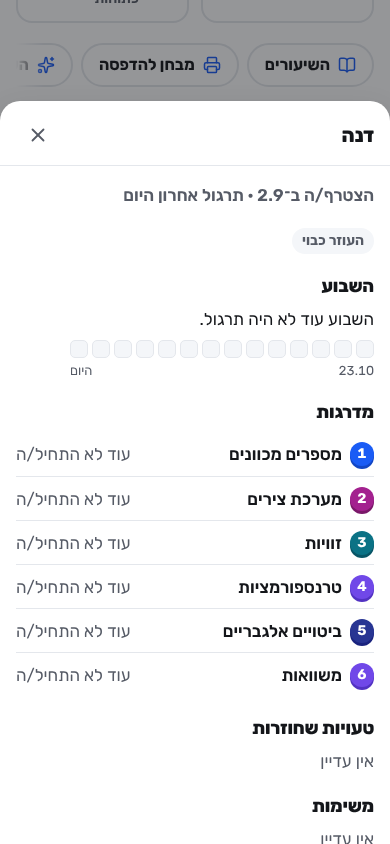 השיעורים
מבחן להדפסה
דנה
הצטרף/ה ב־2.9 • תרגול אחרון היום
העוזר כבוי
השבוע
השבוע עוד לא היה תרגול.
23.10
היום
מדרגות
1 מספרים מכוונים עוד לא התחיל/ה
2 מערכת צירים עוד לא התחיל/ה
3 זוויות עוד לא התחיל/ה
4 טרנספורמציות עוד לא התחיל/ה
5 ביטויים אלגבריים עוד לא התחיל/ה
6 משוואות עוד לא התחיל/ה
טעויות שחוזרות
אין עדיין
משימות
אין עדיין